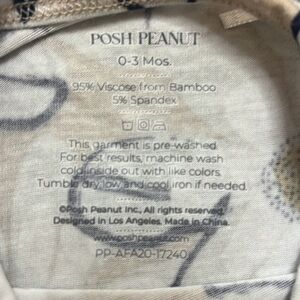 POSH PEANUT
0-3 Mos.
95% Viscose from Bamboo
5% Spandex
This garment is pre-washed.
For best results, machine wash
cold inside out with like colors.
Tumble dry low and cool iron if needed.
©Posh Peanut Inc., All rights reserved.
Designed in Los Angeles. Made in China.
www.poshpeanut.com
PP-AFA20-17240